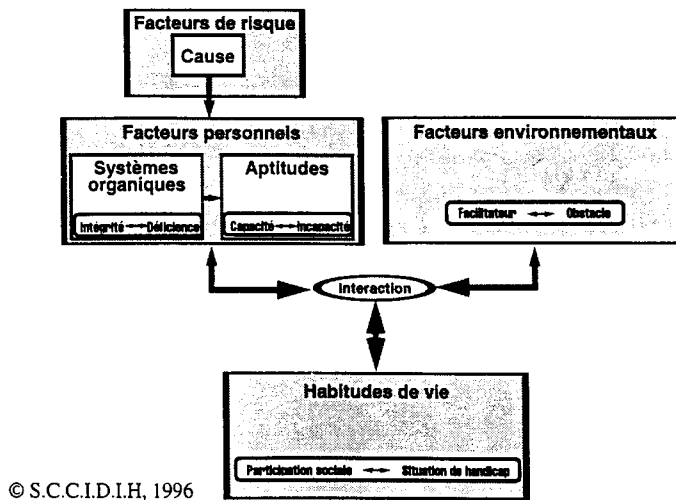 Facteurs de risque
Cause
Facteurs personnels
Facteurs environnementaux
Systèmes
organiques
Aptitudes
Intégrité
Déficience
Capacité
Incapacité
Facilitateur
Obstacle
Interaction
Habitudes de vie
Participation sociale
Situation de handicap
© S.C.C.I.D.I.H, 1996